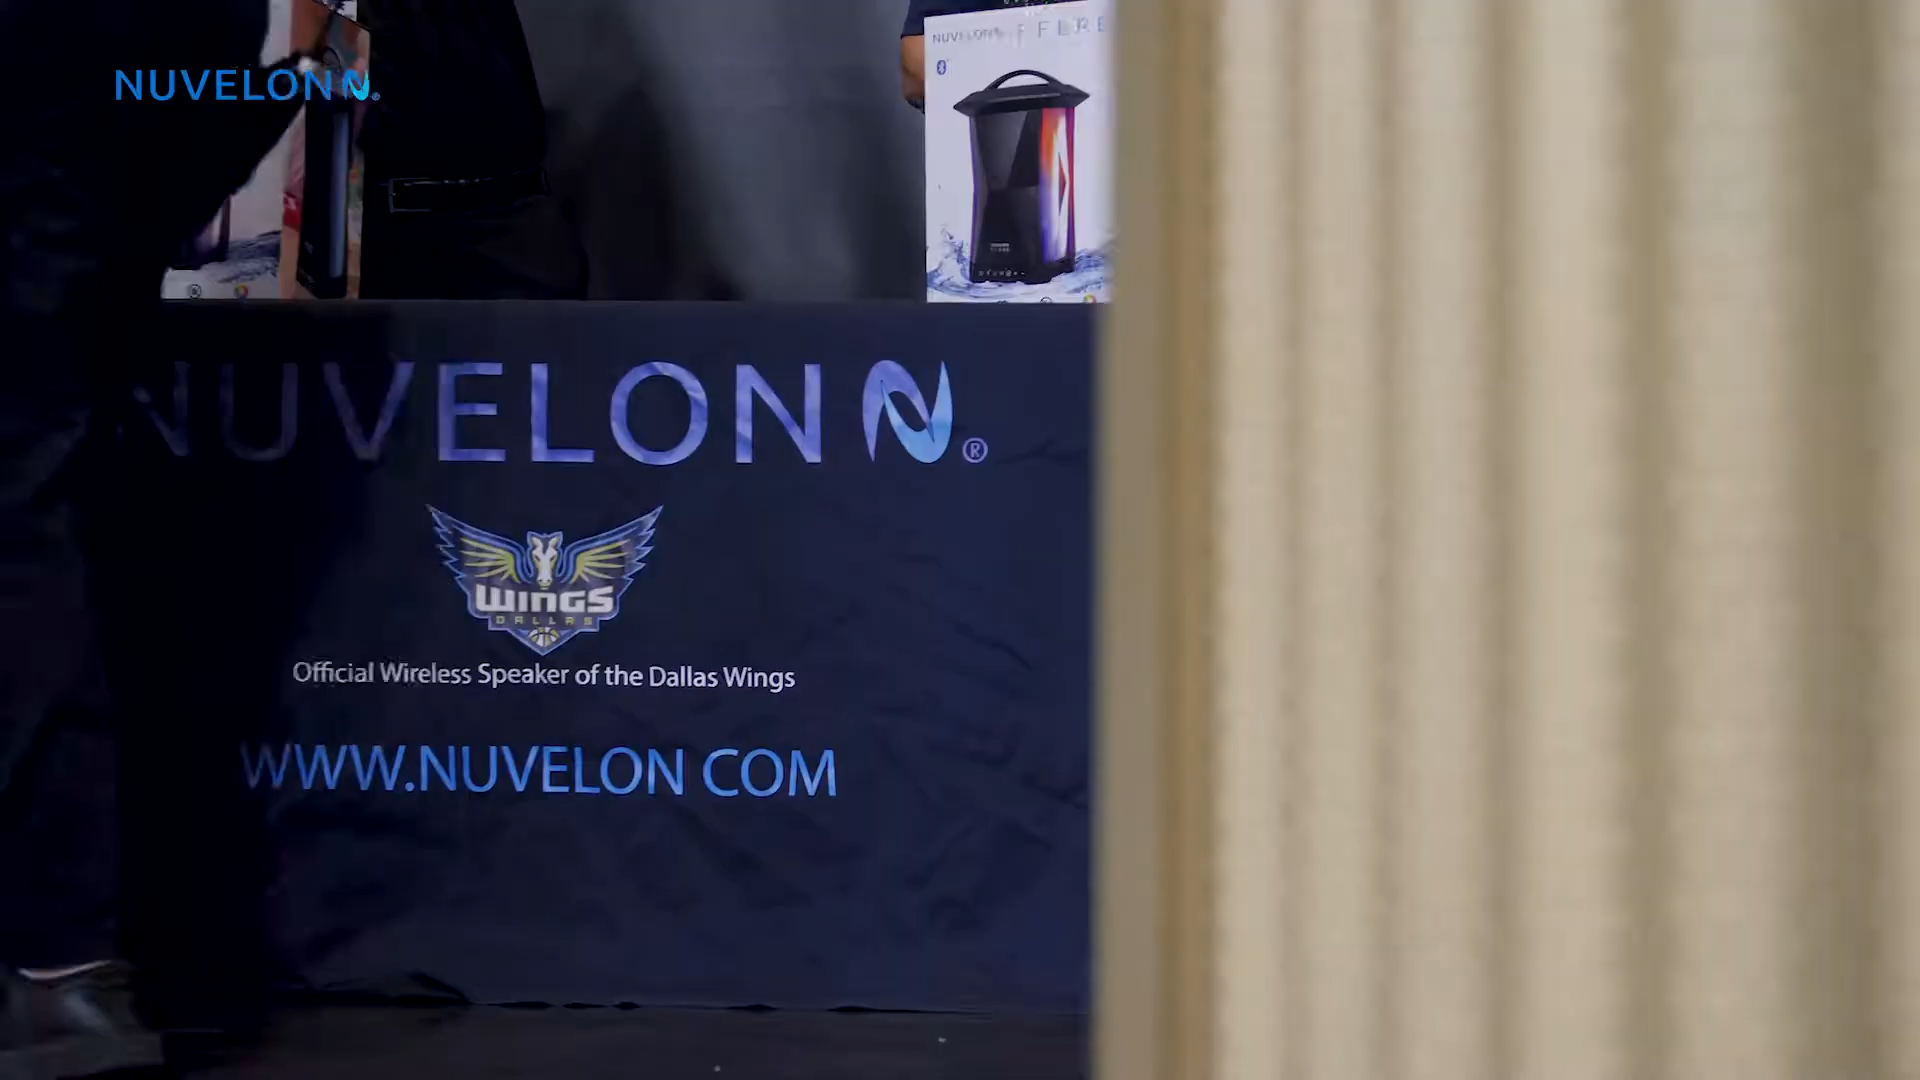 NUVELON
NUVELON
NUVELON ®
WINGS
DALLAS
Official Wireless Speaker of the Dallas Wings
WWW.NUVELON COM